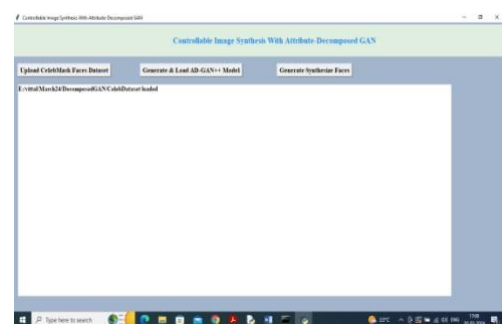 Controllable Image Synthesis With Attribute-Decomposed GAN
Controllable Image Synthesis With Attribute-Decomposed GAN
Upload CelebMask Faces Dataset
Generate & Load AD-GAN++ Model
Generate Synthesize Faces
E:/vittal/March24/DecomposedGAN/CelebDataset loaded
Type here to search
ENG